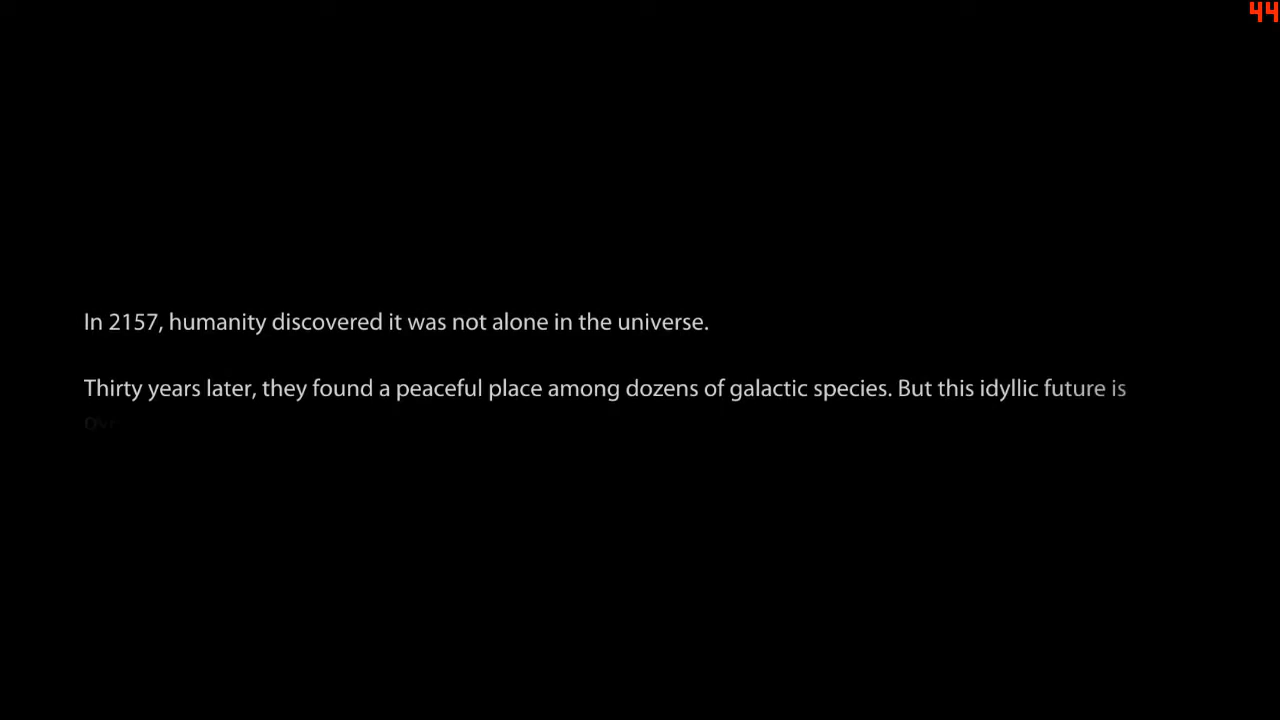 44
In 2157, humanity discovered it was not alone in the universe.
Thirty years later, they found a peaceful place among dozens of galactic species. But this idyllic future is